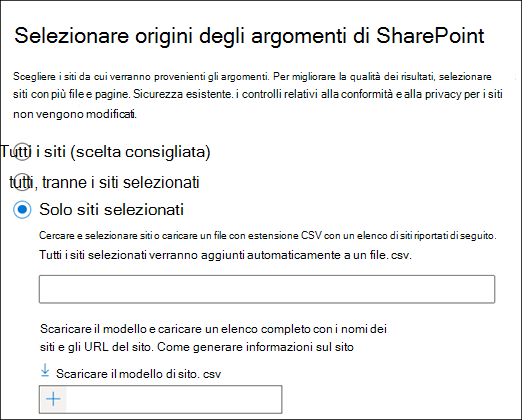 Selezionare origini degli argomenti di SharePoint
Scegliere i siti da cui verranno provenienti gli argomenti. Per migliorare la qualità dei risultati, selezionare
siti con più file e pagine. Sicurezza esistente. i controlli relativi alla conformità e alla privacy per i siti
non vengono modificati.
Tutti i siti (scelta consigliata)
tutti, tranne i siti selezionati
Solo siti selezionati
Cercare e selezionare siti o caricare un file con estensione CSV con un elenco di siti riportati di seguito.
Tutti i siti selezionati verranno aggiunti automaticamente a un file. csv.
Scaricare il modello e caricare un elenco completo con i nomi dei
siti e gli URL del sito. Come generare informazioni sul sito
Scaricare il modello di sito. csv